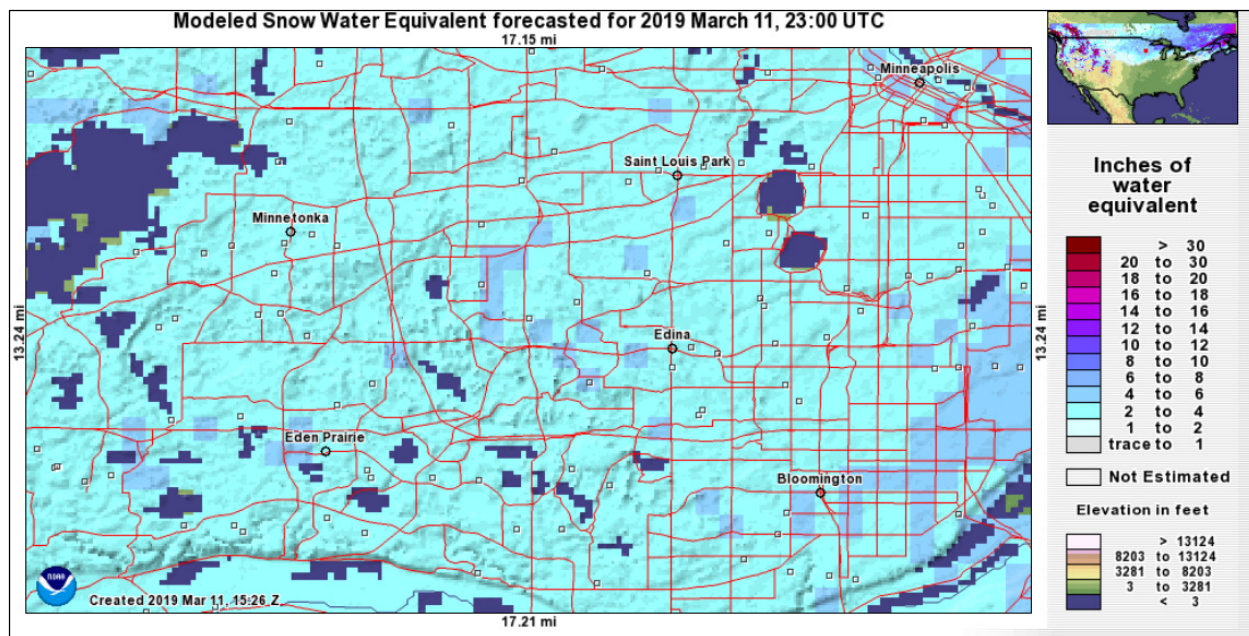 Modeled Snow Water Equivalent forecasted for 2019 March 11, 23:00 UTC
17.15 mi
Minneapolis
Saint Louis Park
Minnetonka
13.24 mi
13.24 mi
Edina
Eden Prairie
Bloomington
NOAA
Created 2019 Mar 11, 15:26 Z
17.21 mi
Inches of
water
equivalent
> 30
20 to 30
18 to 20
16 to 18
14 to 16
12 to 14
10 to 12
8 to 10
6 to 8
4 to 6
2 to 4
1 to 2
trace to 1
Not Estimated
Elevation in feet
> 13124
8203 to 13124
3281 to 8203
3 to 3281
< 3